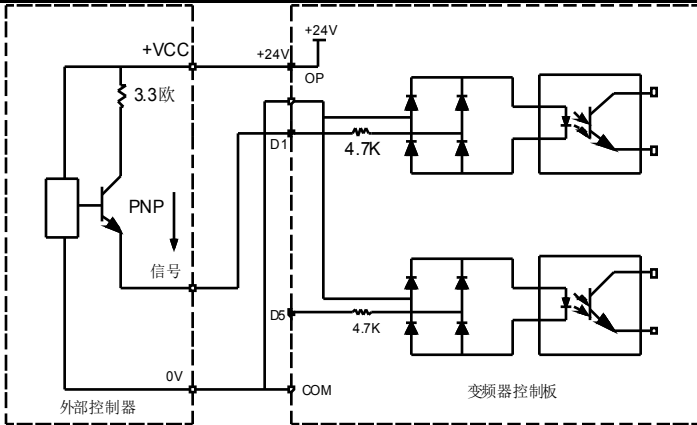 +24V
+VCC
+24V
OP
3.3欧
D1
4.7K
PNP
信号
D5
4.7K
0V
COM
外部控制器
变频器控制板